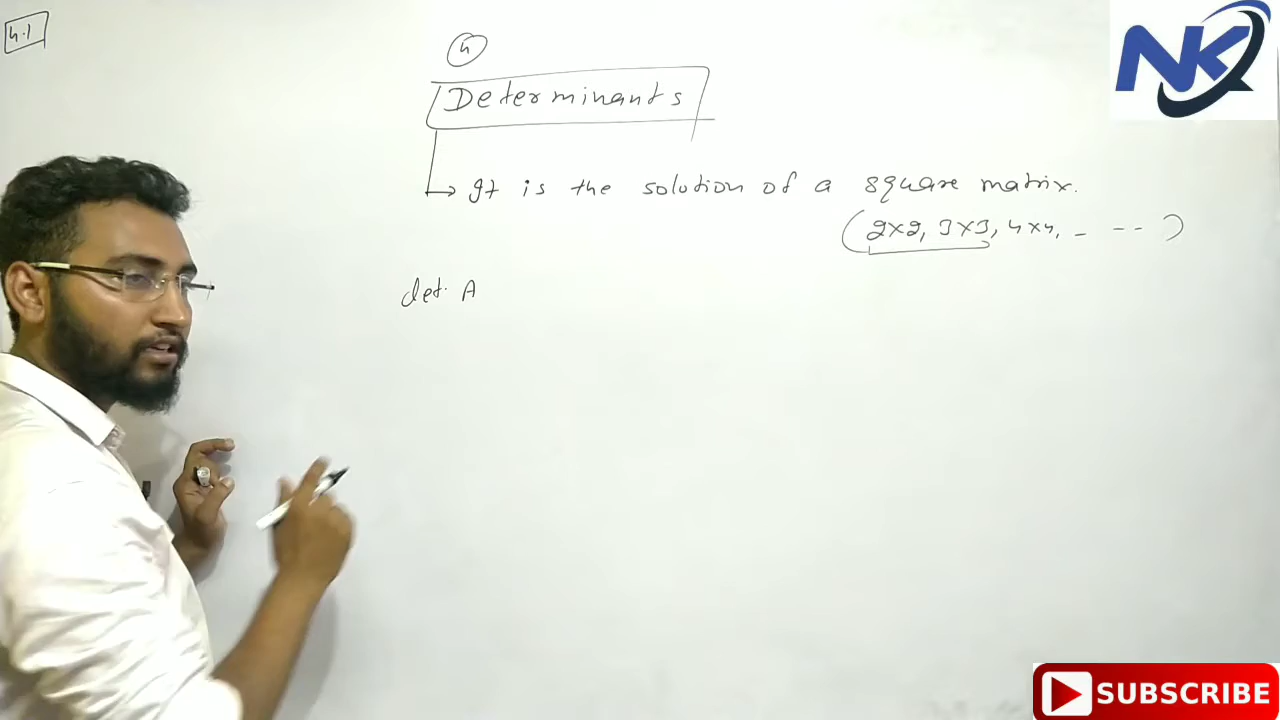 4.1
4
Determinants
It is the solution of a square matrix.
(2×2, 3×3, 4×4, - - - -)
det. A
NK
SUBSCRIBE